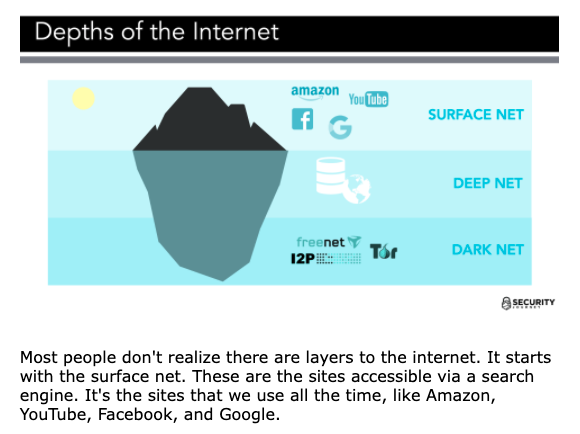 Depths of the Internet
amazon
YouTube
SURFACE NET
f
G
DEEP NET
freenet
I2P
Tor
DARK NET
SECURITY
JOURNEY
Most people don't realize there are layers to the internet. It starts
with the surface net. These are the sites accessible via a search
engine. It's the sites that we use all the time, like Amazon,
YouTube, Facebook, and Google.